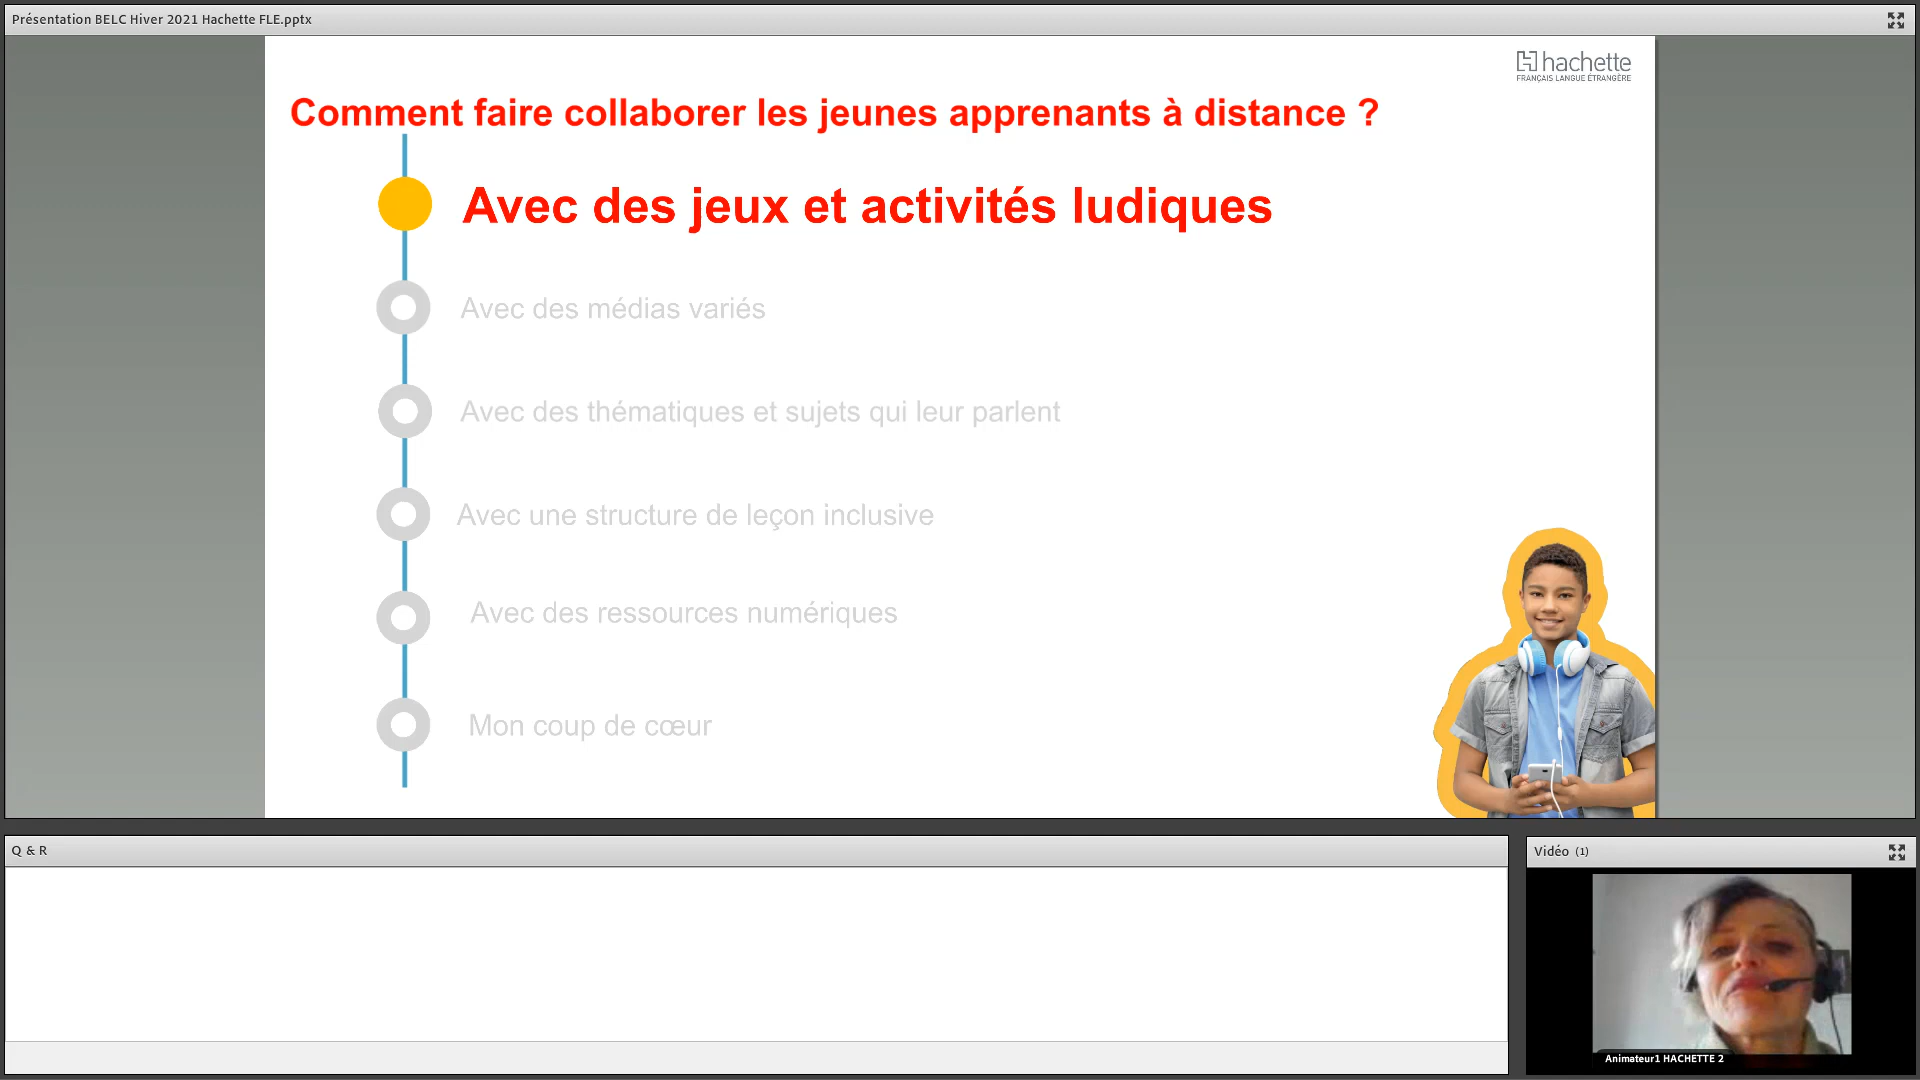 Présentation BELC Hiver 2021 Hachette FLE.pptx
hachette
FRANÇAIS LANGUE ÉTRANGÈRE
Comment faire collaborer les jeunes apprenants à distance ?
Avec des jeux et activités ludiques
Avec des médias variés
Avec des thématiques et sujets qui leur parlent
Avec une structure de leçon inclusive
Avec des ressources numériques
Mon coup de cœur
Q & R
Vidéo (1)
Animateur1 HACHETTE 2